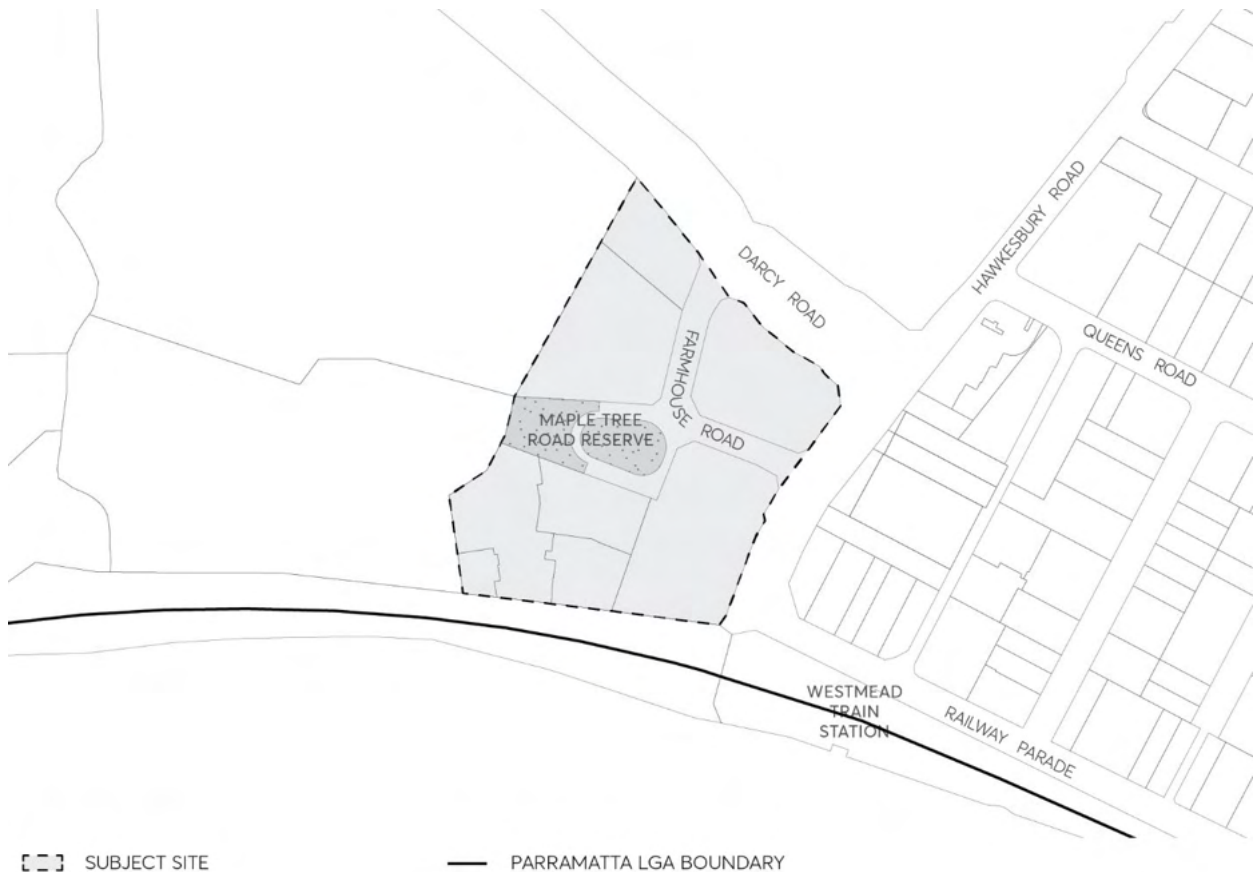 DARCY ROAD
HAWKESBURY ROAD
QUEENS ROAD
FARMHOUSE ROAD
MAPLE TREE
ROAD RESERVE
WESTMEAD
TRAIN
STATION
RAILWAY PARADE
SUBJECT SITE
PARRAMATTA LGA BOUNDARY